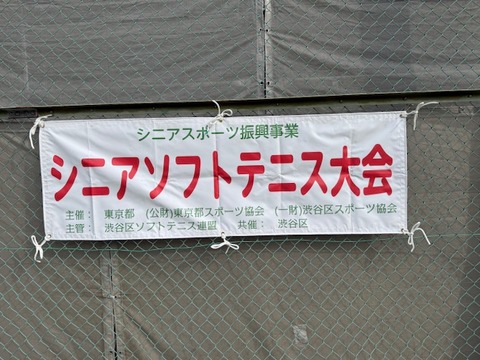 シニアスポーツ振興事業
シニアソフトテニス大会
主催： 東京都 (公財)東京都スポーツ協会 (一財)渋谷区スポーツ協会
主管： 渋谷区ソフトテニス連盟 共催： 渋谷区